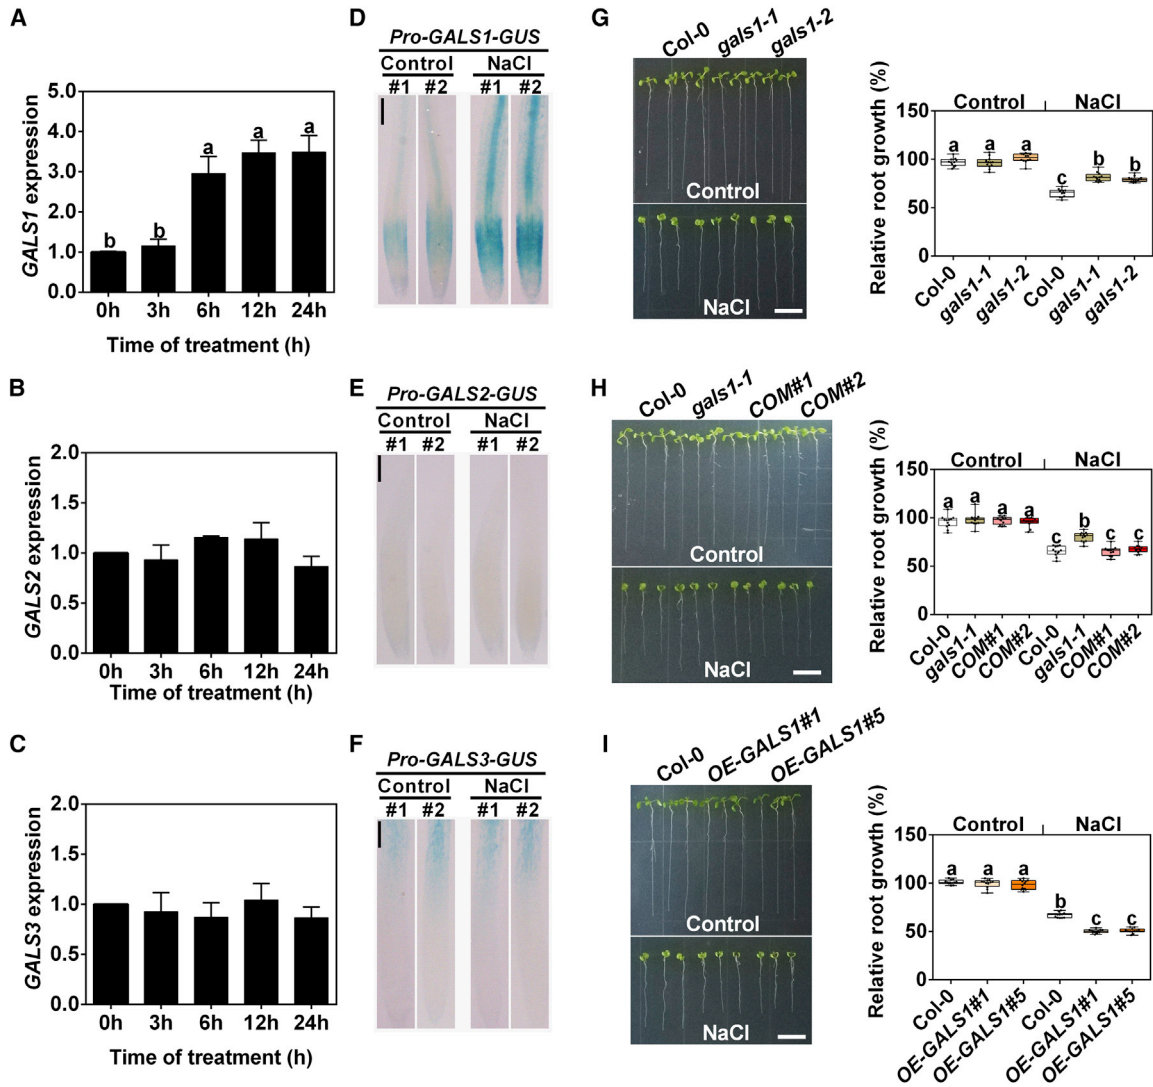 A
GALS1 expression
5.0
4.0
3.0
2.0
1.0
0.0
b b a a a
0h 3h 6h 12h 24h
Time of treatment (h)
B
GALS2 expression
2.0
1.5
1.0
0.5
0.0
0h 3h 6h 12h 24h
Time of treatment (h)
C
GALS3 expression
2.0
1.5
1.0
0.5
0.0
0h 3h 6h 12h 24h
Time of treatment (h)
D
Pro-GALS1-GUS
Control NaCl
#1 #2 #1 #2
E
Pro-GALS2-GUS
Control NaCl
#1 #2 #1 #2
F
Pro-GALS3-GUS
Control NaCl
#1 #2 #1 #2
G
Col-0 gals1-1 gals1-2
Control
NaCl
Relative root growth (%)
150
100
50
0
Control NaCl
a a a c b b
Col-0 gals1-1 gals1-2 Col-0 gals1-1 gals1-2
H
Col-0 gals1-1 COM#1 COM#2
Control
NaCl
Relative root growth (%)
150
100
50
0
Control NaCl
a a a a c b c c
Col-0 gals1-1 COM#1 COM#2 Col-0 gals1-1 COM#1 COM#2
I
Col-0 OE-GALS1#1 OE-GALS1#5
Control
NaCl
Relative root growth (%)
150
100
50
0
Control NaCl
a a a b c c
Col-0 OE-GALS1#1 OE-GALS1#5 Col-0 OE-GALS1#1 OE-GALS1#5